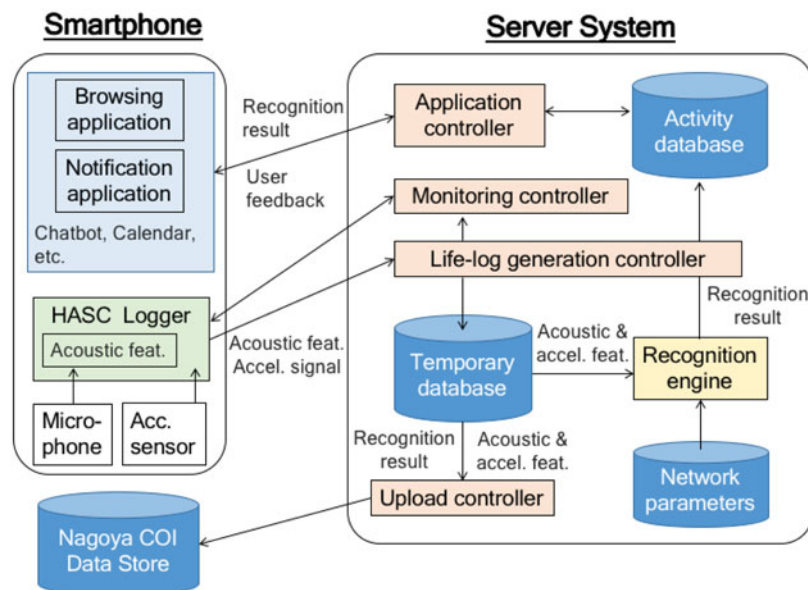 Smartphone
Server System
Browsing
application
Notification
application
Chatbot, Calendar,
etc.
HASC Logger
Acoustic feat.
Micro-
phone
Acc.
sensor
Nagoya COI
Data Store
Recognition
result
User
feedback
Acoustic feat.
Accel. signal
Application
controller
Activity
database
Monitoring controller
Life-log generation controller
Recognition
result
Temporary
database
Acoustic &
accel. feat.
Recognition
engine
Recognition
result
Acoustic &
accel. feat.
Upload controller
Network
parameters